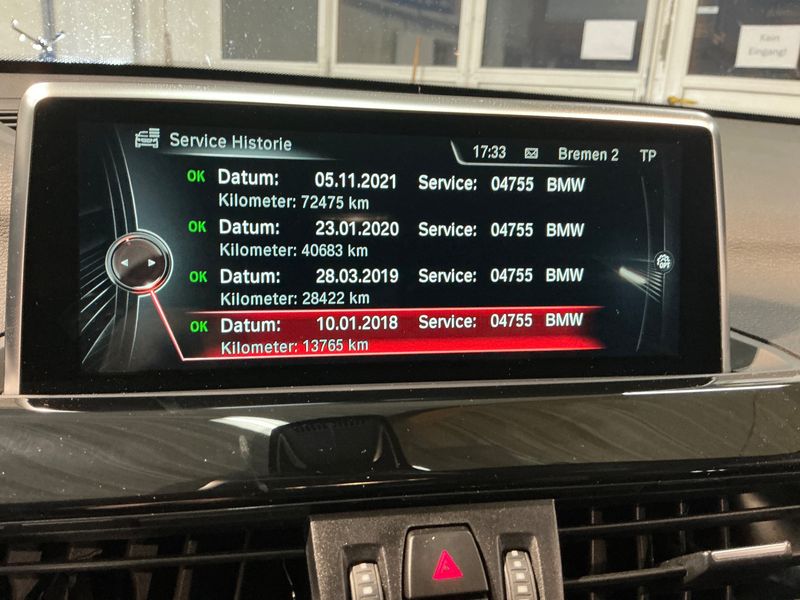 Kein
Eingang!
Service Historie
17:33 Bremen 2 TP
OK Datum: 05.11.2021 Service: 04755 BMW
Kilometer: 72475 km
OK Datum: 23.01.2020 Service: 04755 BMW
Kilometer: 40683 km
OK Datum: 28.03.2019 Service: 04755 BMW
Kilometer: 28422 km
OK Datum: 10.01.2018 Service: 04755 BMW
Kilometer: 13765 km